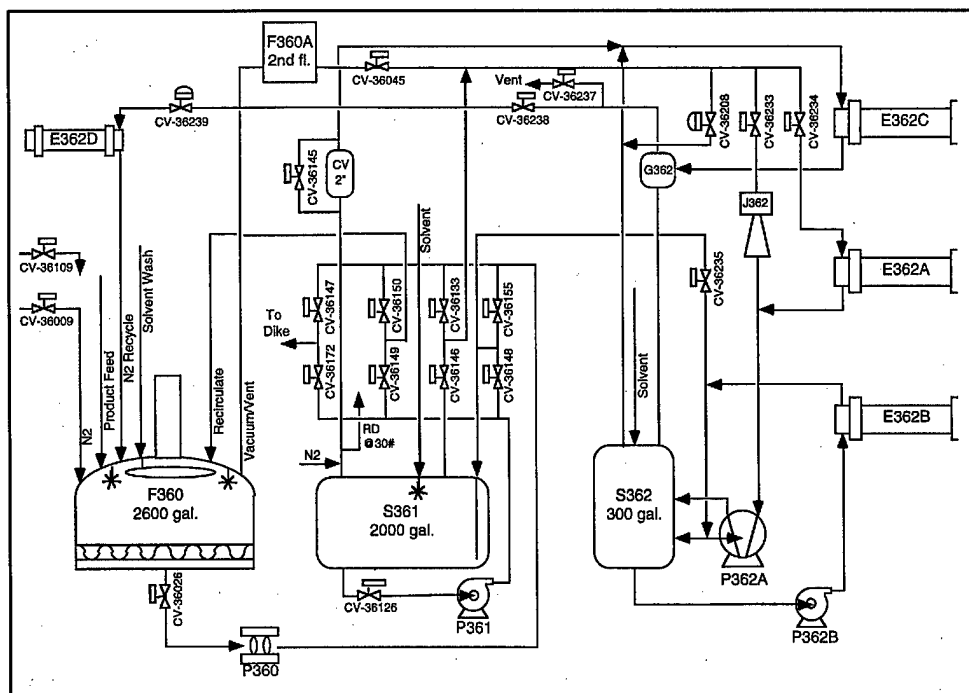 F360A
2nd fl.
CV-36045
Vent
CV-36237
CV-36239
CV-36238
CV-36208
CV-36233
CV-36234
E362C
E362D
CV-36145
CV
2"
G362
J362
Solvent
E362A
CV-36109
CV-36009
Solvent Wash
N2 Recycle
Product Feed
N2
Recirculate
Vacuum/Vent
CV-36147
CV-36150
CV-36133
CV-36155
CV-36235
To
Dike
CV-36172
CV-36149
CV-36146
CV-36148
Solvent
E362B
RD
@30#
N2
F360
2600 gal.
S361
2000 gal.
S362
300 gal.
P362A
CV-36026
CV-36126
P361
P362B
P360